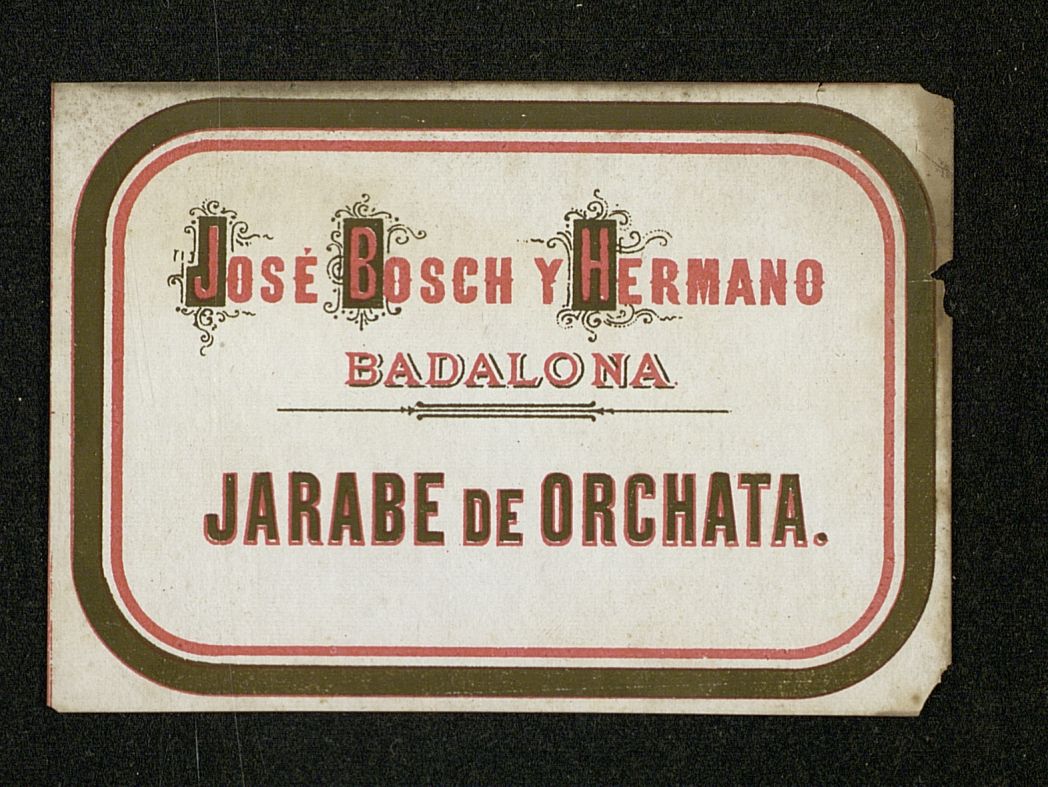 JOSÉ BOSCH Y HERMANO
BADALONA
JARABE DE ORCHATA.